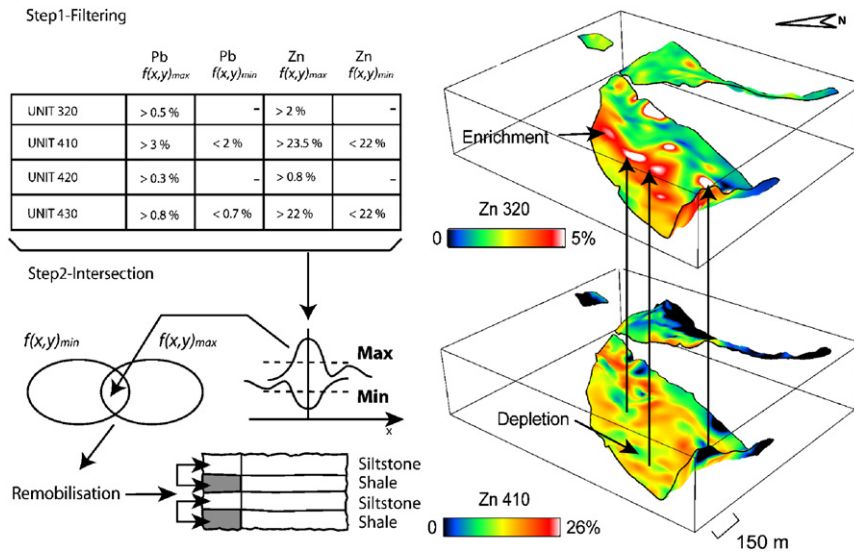 Step1-Filtering
Pb Pb Zn Zn
f(x,y)max f(x,y)min f(x,y)max f(x,y)min
UNIT 320 > 0.5 % – > 2 % –
UNIT 410 > 3 % < 2 % > 23.5 % < 22 %
UNIT 420 > 0.3 % – > 0.8 % –
UNIT 430 > 0.8 % < 0.7 % > 22 % < 22 %
Step2-Intersection
f(x,y)min f(x,y)max
Max
Min
x
Remobilisation
Siltstone
Shale
Siltstone
Shale
N
Enrichment
Zn 320
0 5%
Depletion
Zn 410
0 26%
150 m